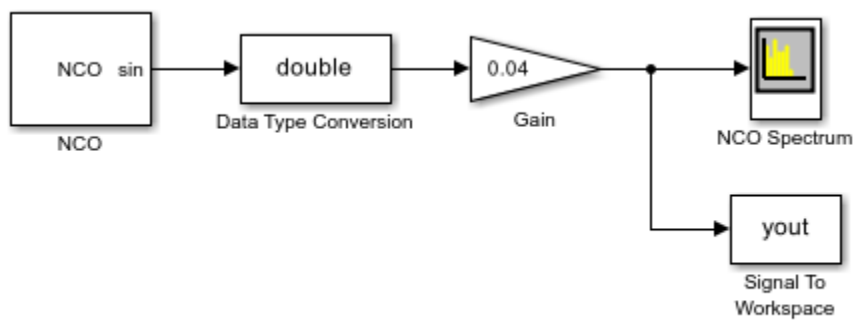 NCO sin
NCO
double
Data Type Conversion
0.04
Gain
NCO Spectrum
yout
Signal To
Workspace